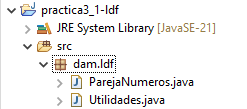 practica3_1-ldf
JRE System Library [JavaSE-21]
src
dam.ldf
ParejaNumeros.java
Utilidades.java